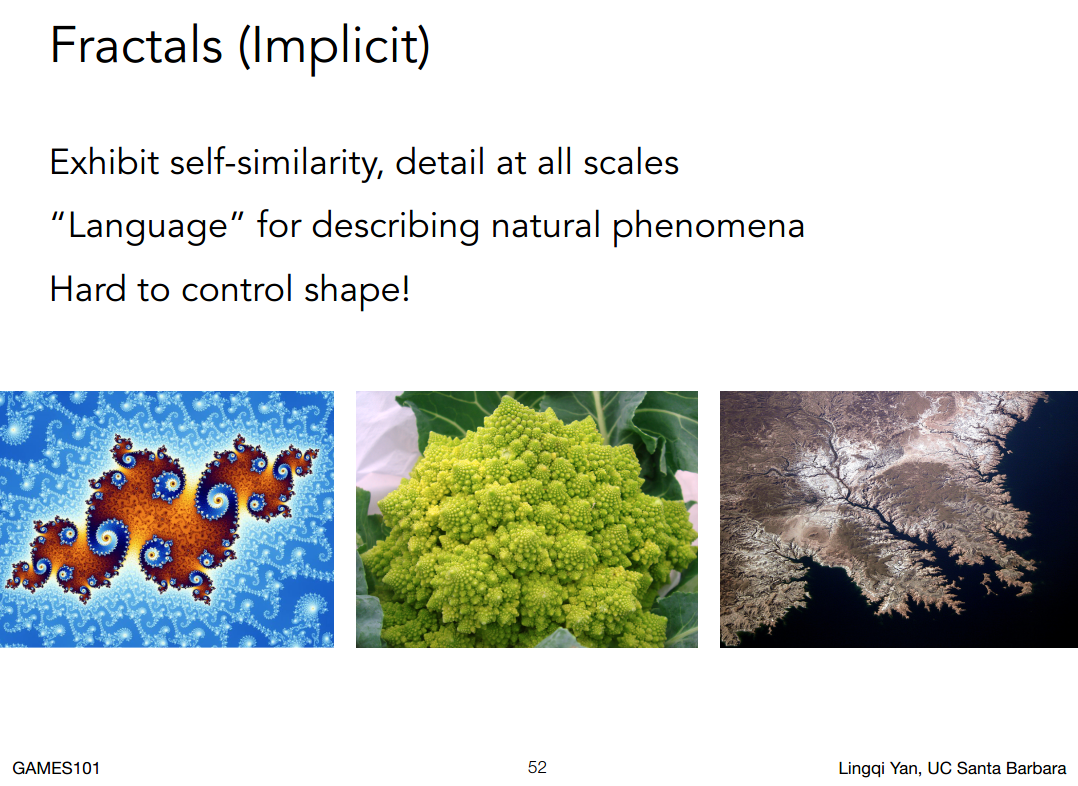 Fractals (Implicit)
Exhibit self-similarity, detail at all scales
“Language” for describing natural phenomena
Hard to control shape!
GAMES101
52
Lingqi Yan, UC Santa Barbara